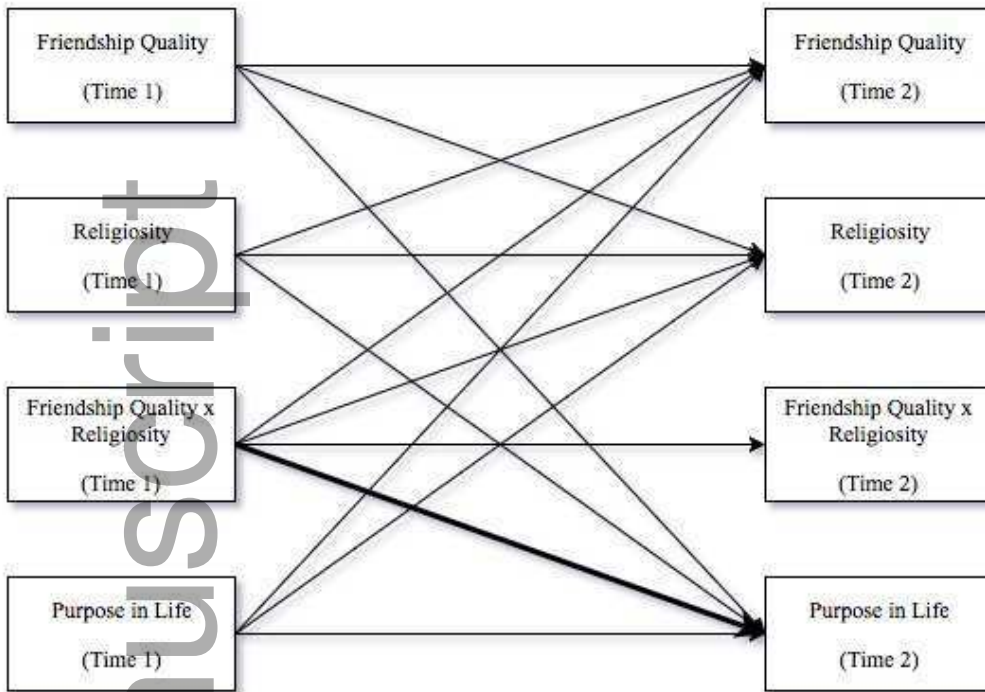 Friendship Quality
(Time 1)
Friendship Quality
(Time 2)
Religiosity
(Time 1)
Religiosity
(Time 2)
Friendship Quality x
Religiosity
(Time 1)
Friendship Quality x
Religiosity
(Time 2)
Purpose in Life
(Time 1)
Purpose in Life
(Time 2)
uscript